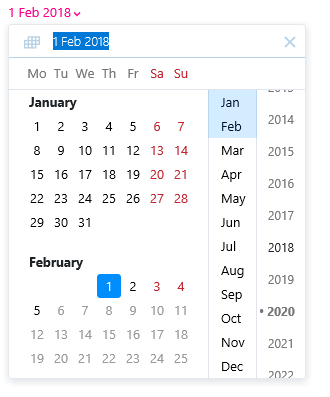 1 Feb 2018
1 Feb 2018
Mo Tu We Th Fr Sa Su
January
1 2 3 4 5 6 7
8 9 10 11 12 13 14
15 16 17 18 19 20 21
22 23 24 25 26 27 28
29 30 31
February
1 2 3 4
5 6 7 8 9 10 11
12 13 14 15 16 17 18
19 20 21 22 23 24 25
Jan
Feb
Mar
Apr
May
Jun
Jul
Aug
Sep
Oct
Nov
Dec
2013
2014
2015
2016
2017
2018
2019
• 2020
2021
2022